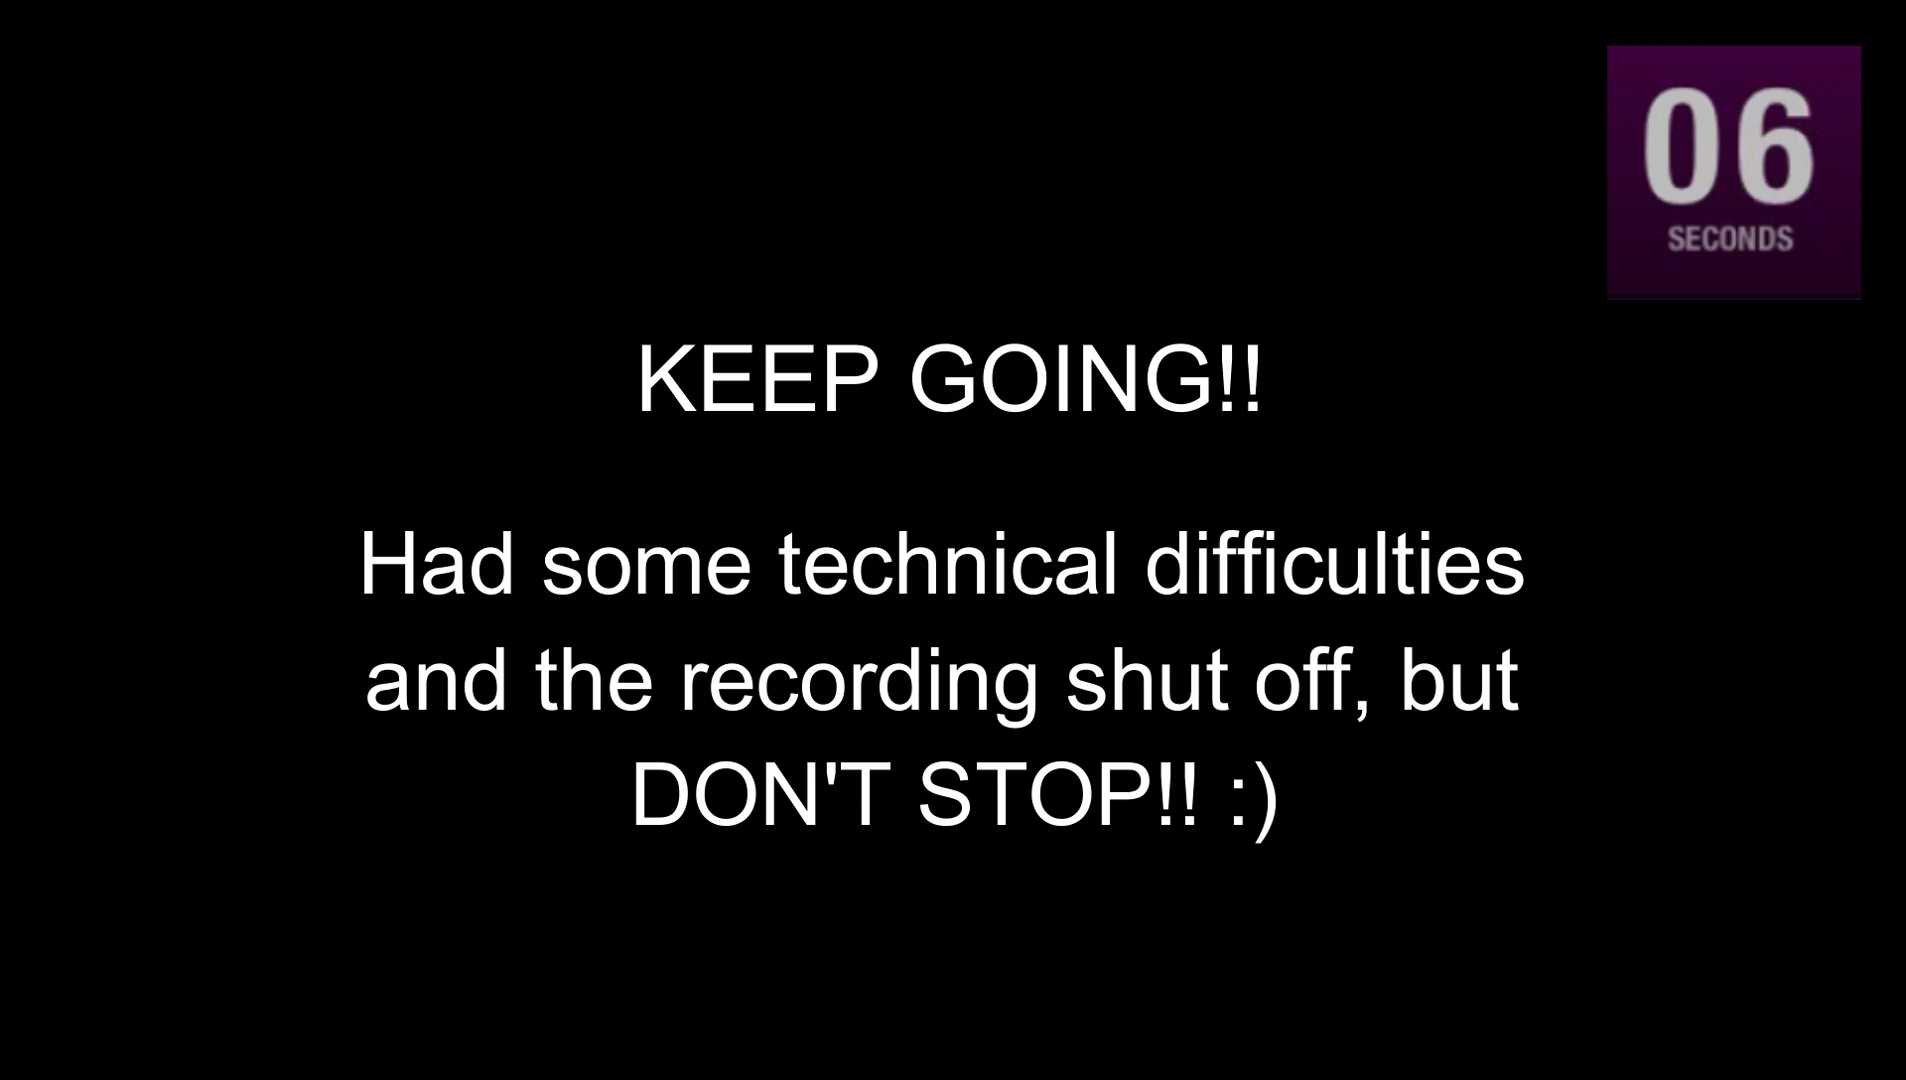 06
SECONDS
KEEP GOING!!
Had some technical difficulties
and the recording shut off, but
DON'T STOP!! :)